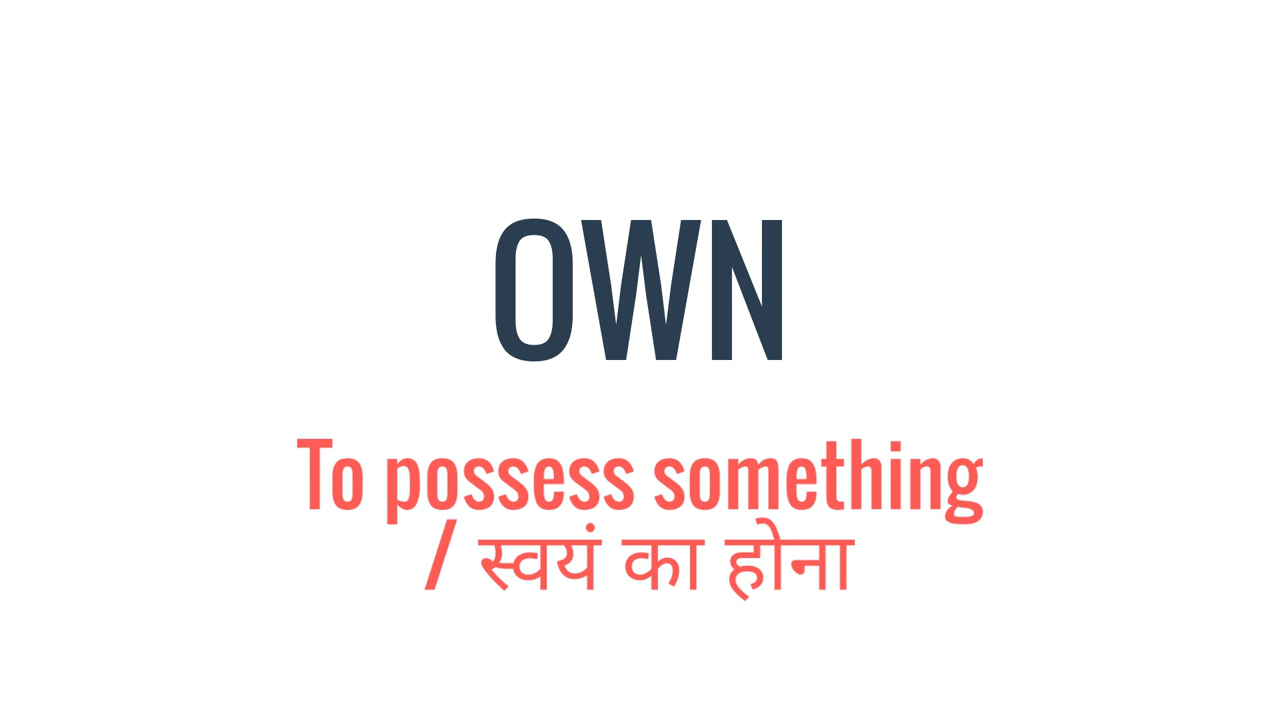 OWN
To possess something
/ स्वयं का होना